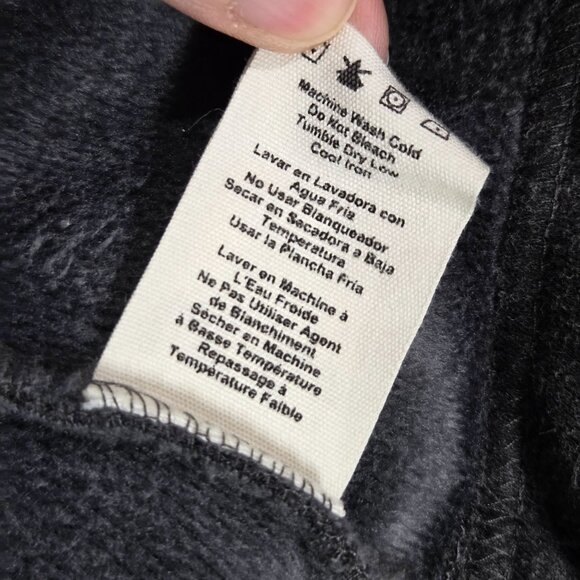 Machine Wash Cold
Do Not Bleach
Tumble Dry Low
Cool Iron
Lavar en Lavadora con
Agua Fria
No Usar Blanqueador
Secar en Sacadora a Baja
Temperatura
Usar la Plancha Fria
Laver en Machine à
L'Eau Froide
Ne Pas Utiliser Agent
de Blanchiment
Sécher en Machine
à Basse Température
Repassage à
Température Faible